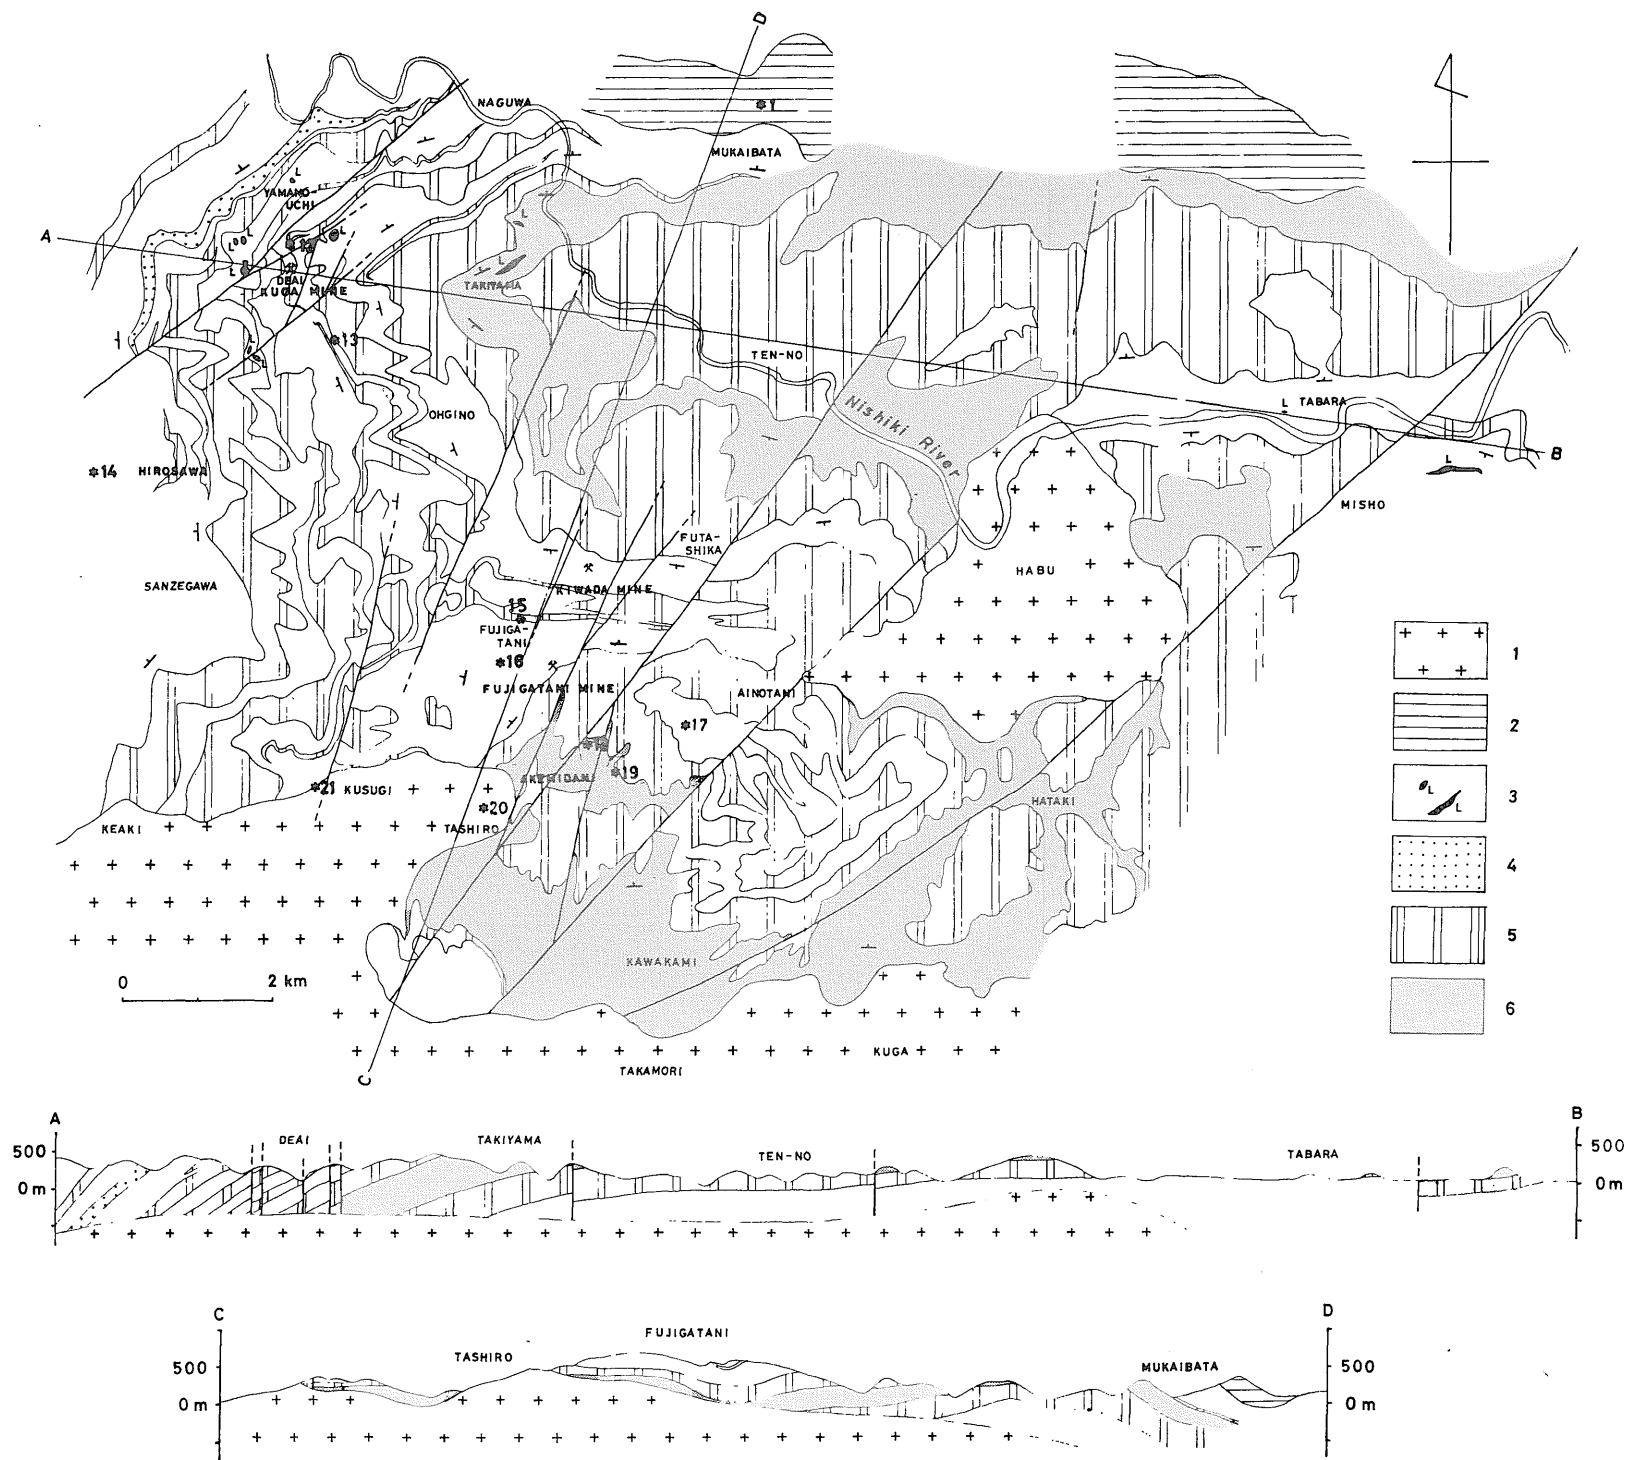 D
NAGUWA
1
MUKAIBATA
L
YAMANO-
UCHI
L
L
L
L
A
L
DEAI
KUGA MINE
L
L
TAKIYAMA
13
L
L
TEN-NO
Nishiki River
L
TABARA
OHGINO
B
L
14
HIROSAWA
MISHO
FUTA-
SHIKA
HABU
SANZEGAWA
KIWADA MINE
15
FUJIGA-
TANI
16
FUJIGATANI MINE
AINOTANI
17
19
AKENIDANI
21 KUSUGI
20
HATAKI
KEAKI
TASHIRO
KAWAKAMI
0 2 km
KUGA
C
TAKAMORI
1
2
L
L
3
4
5
6
A
B
DEAI
TAKIYAMA
TEN-NO
TABARA
500
500
0 m
0 m
C
D
FUJIGATANI
TASHIRO
MUKAIBATA
500
500
0 m
0 m